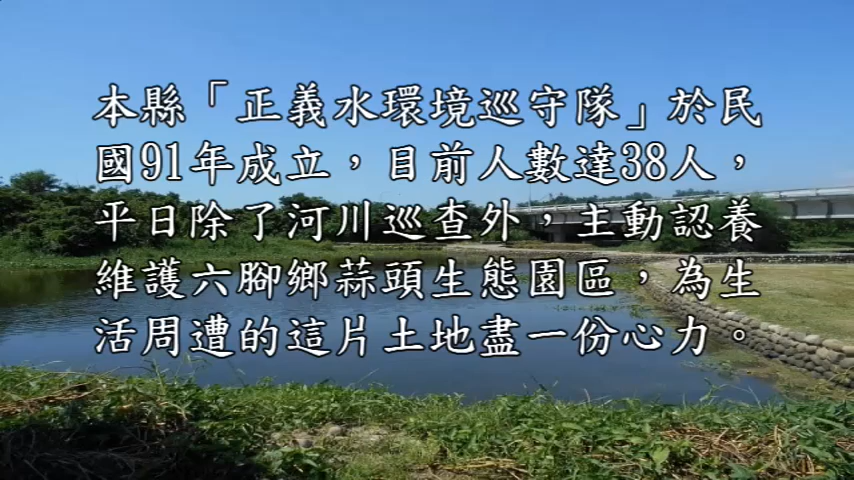 本縣「正義水環境巡守隊」於民
國91年成立，目前人數達38人，
平日除了河川巡查外，主動認養
維護六腳鄉蒜頭生態園區，為生
活周遭的這片土地盡一份心力。